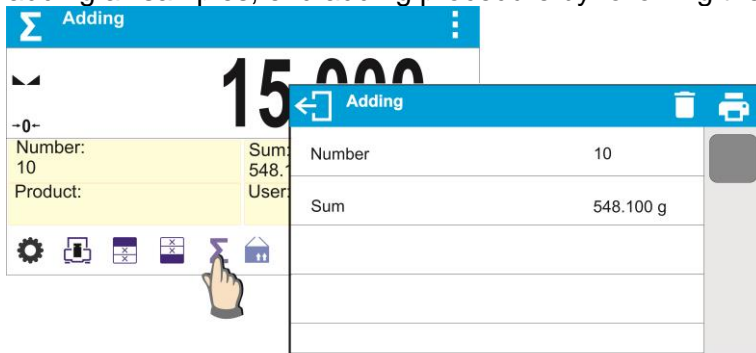 Adding
15.000
→0←
Number:
10
Sum:
548.1
Product:
User:
Adding
Number 10
Sum 548.100 g